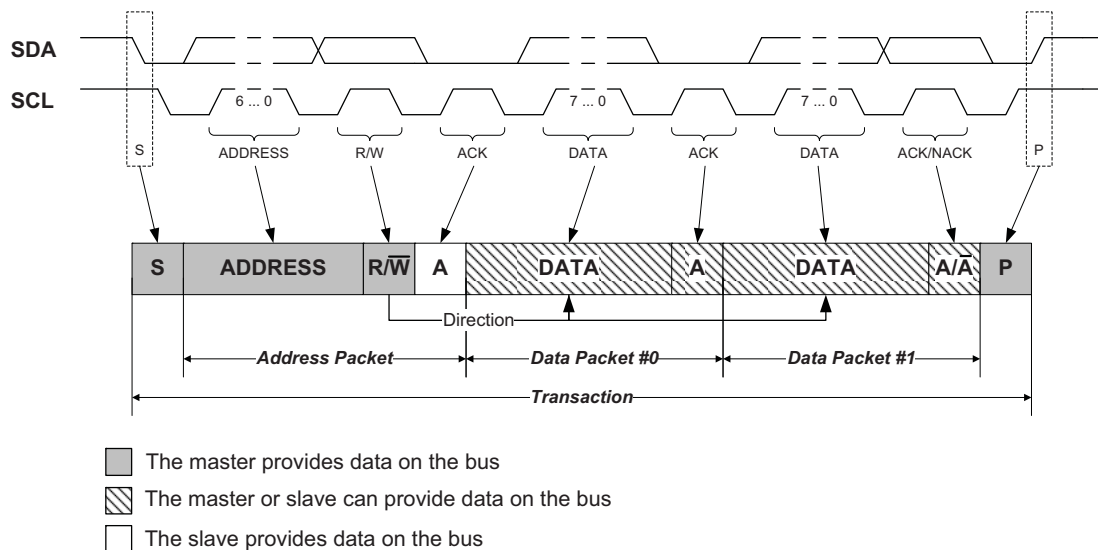 SDA
SCL
6 ... 0
7 ... 0
7 ... 0
S
ADDRESS
R/W
ACK
DATA
ACK
DATA
ACK/NACK
P
S
ADDRESS
R/W̅
A
DATA
A
DATA
A/A̅
P
Direction
Address Packet
Data Packet #0
Data Packet #1
Transaction
The master provides data on the bus
The master or slave can provide data on the bus
The slave provides data on the bus